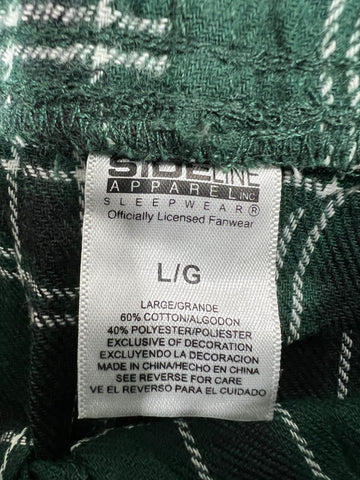 SIDELINE
APPAREL INC
SLEEPWEAR®
Officially Licensed Fanwear
L/G
LARGE/GRANDE
60% COTTON/ALGODON
40% POLYESTER/POLIESTER
EXCLUSIVE OF DECORATION
EXCLUYENDO LA DECORACIÓN
MADE IN CHINA/HECHO EN CHINA
SEE REVERSE FOR CARE
VE EL REVERSO PARA EL CUIDADO